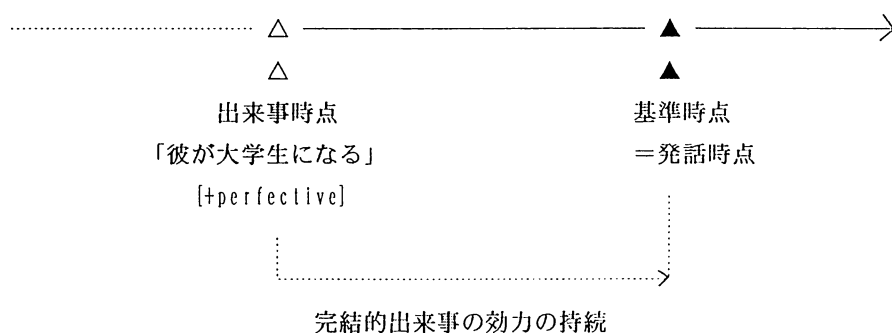 出来事時点
「彼が大学生になる」
[+perfective]
基準時点
＝発話時点
完結的出来事の効力の持続